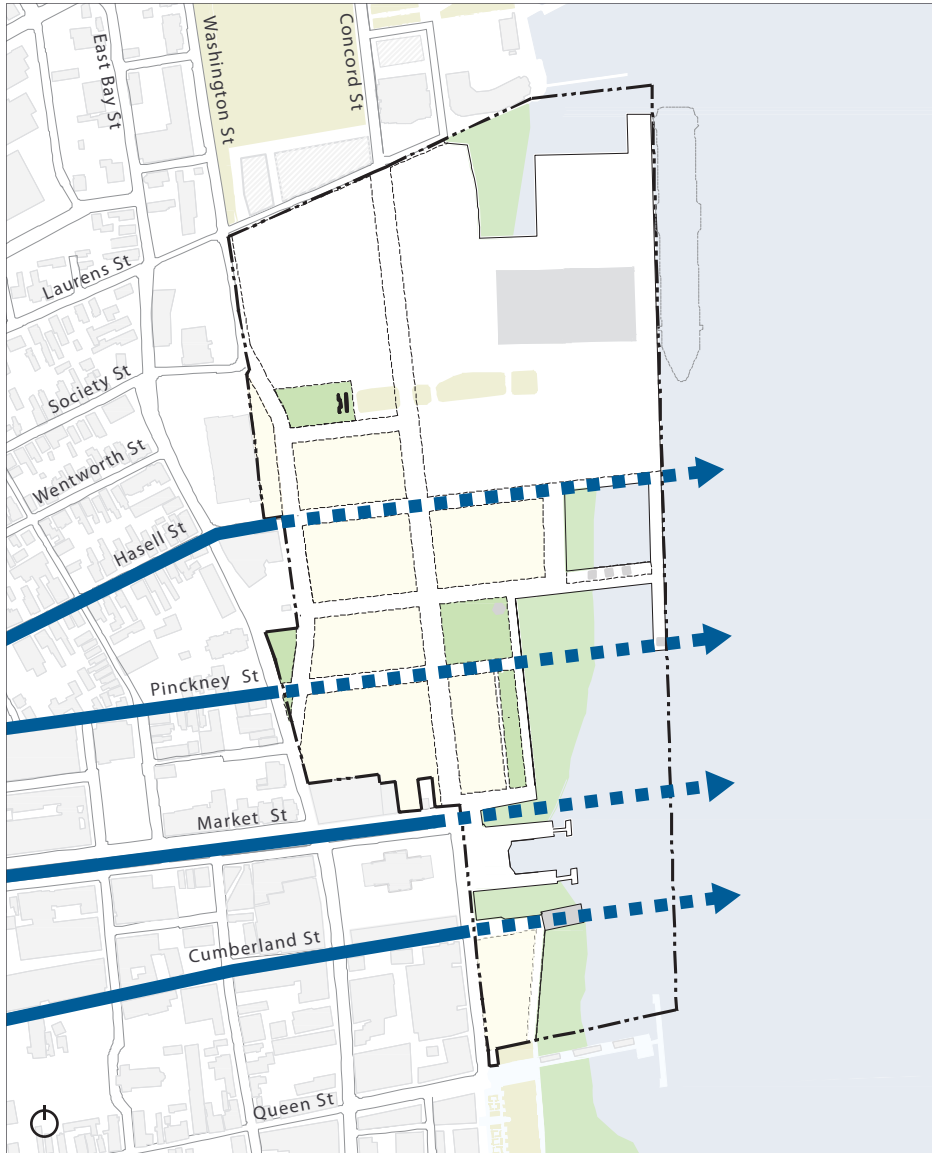 East Bay St
Washington St
Concord St
Laurens St
Society St
Wentworth St
Hasell St
Pinckney St
Market St
Cumberland St
Queen St